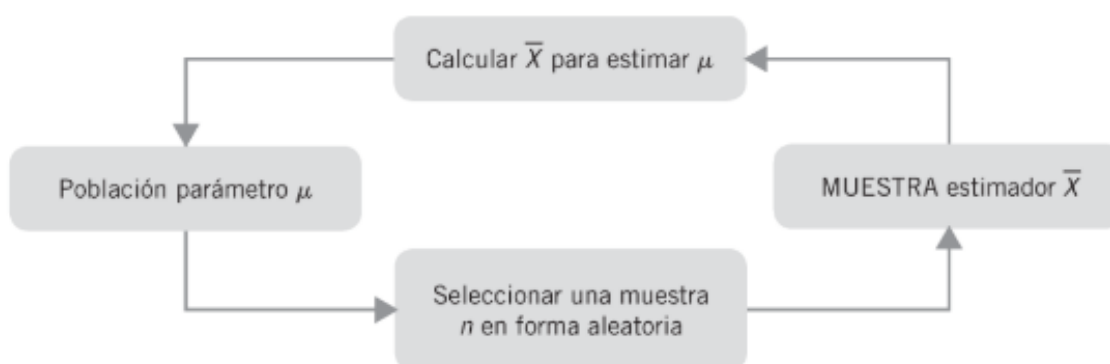 Calcular X̄ para estimar μ
Población parámetro μ
MUESTRA estimador X̄
Seleccionar una muestra
n en forma aleatoria